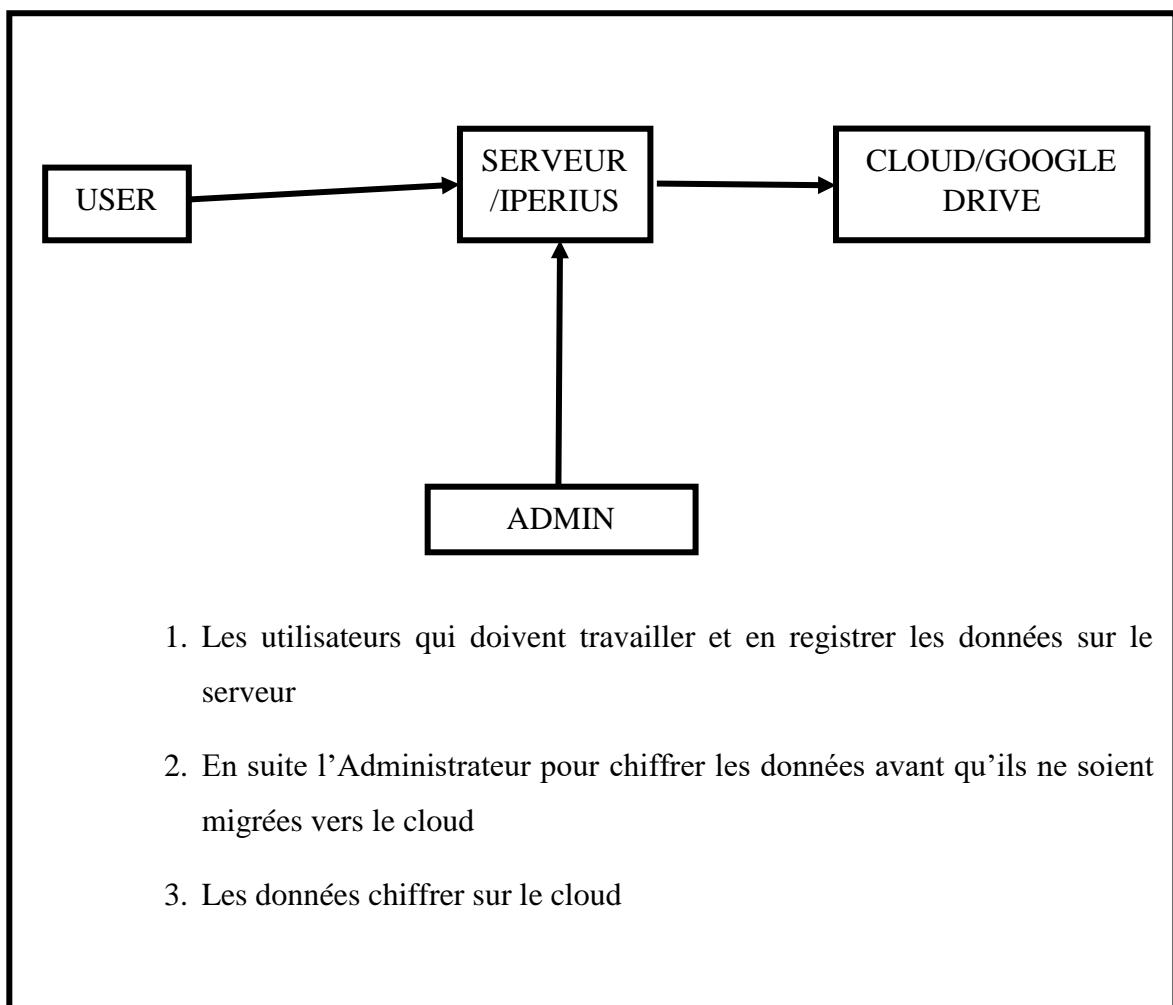 USER
SERVEUR
/IPERIUS
CLOUD/GOOGLE
DRIVE
ADMIN
1. Les utilisateurs qui doivent travailler et en registrer les données sur le
serveur
2. En suite l’Administrateur pour chiffrer les données avant qu’ils ne soient
migrées vers le cloud
3. Les données chiffrer sur le cloud